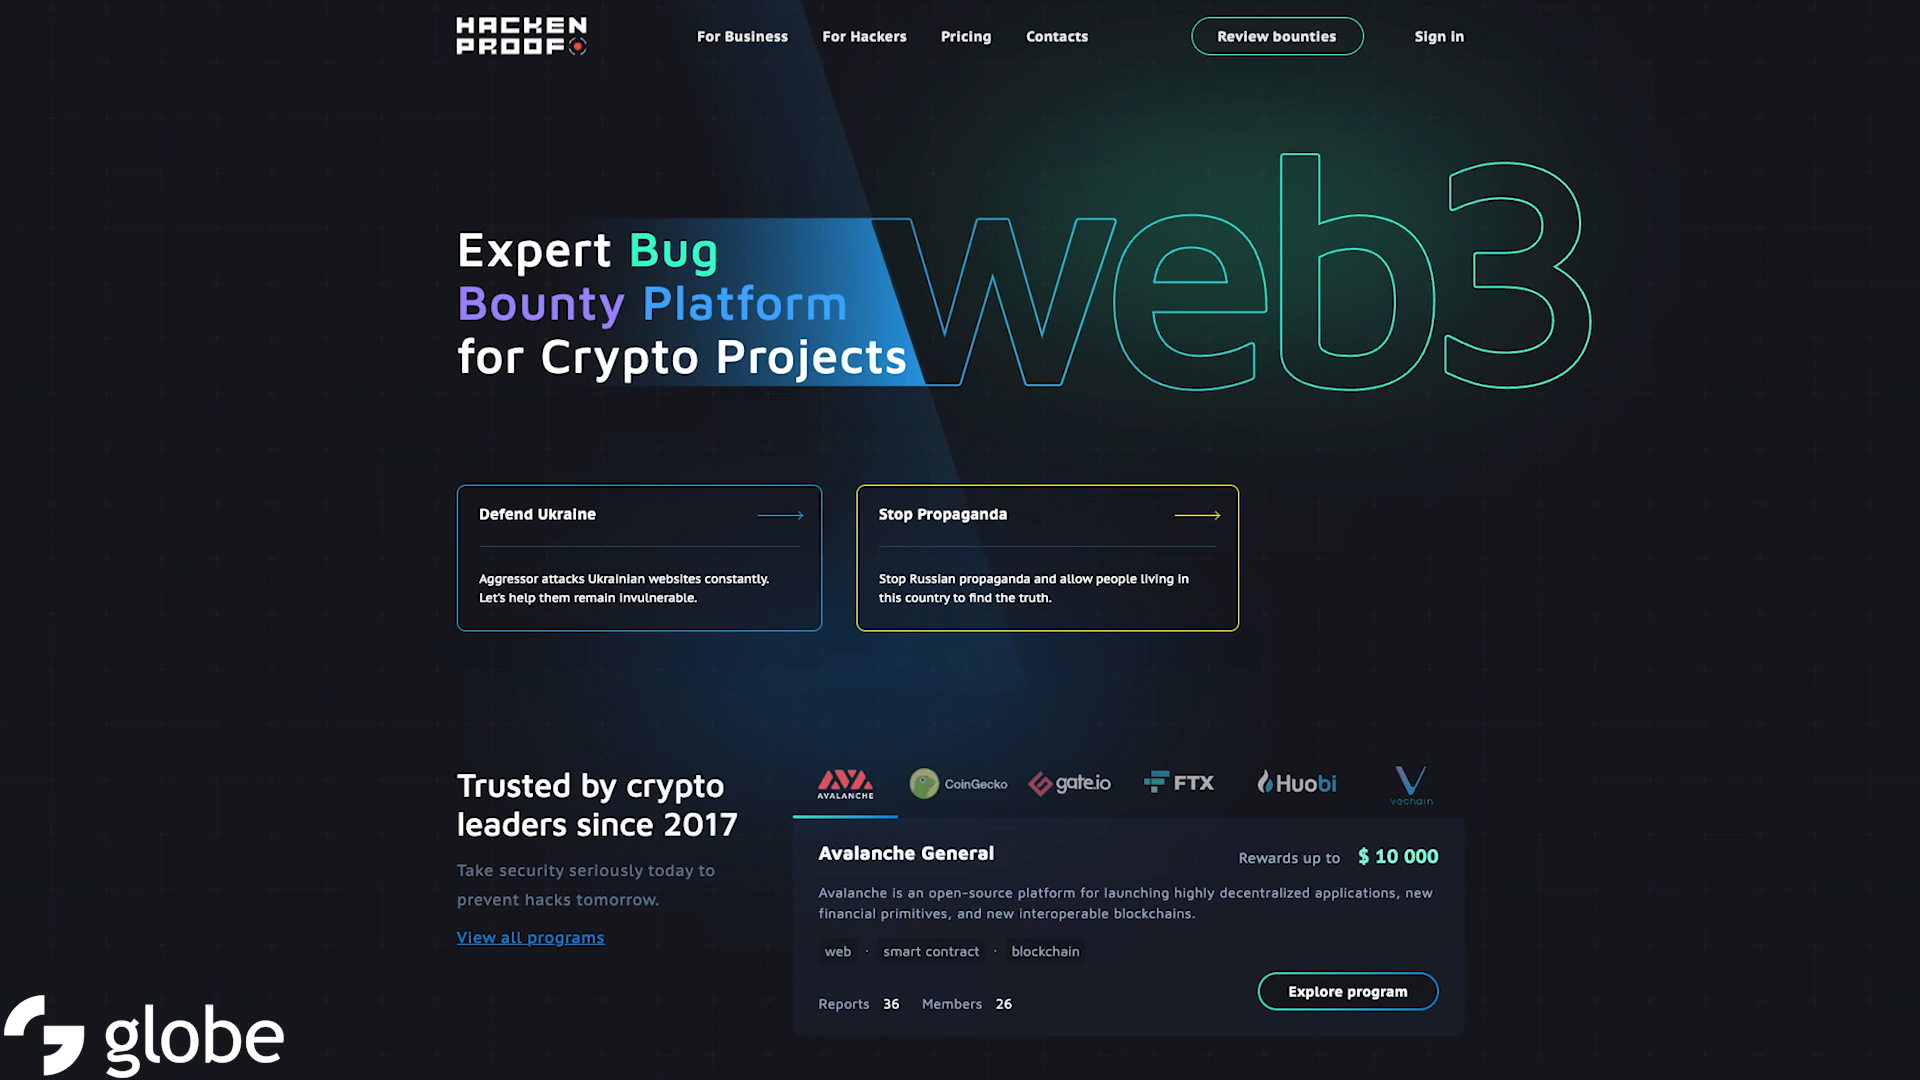 HACKEN
PROOF
For Business
For Hackers
Pricing
Contacts
Review bounties
Sign in
web3
Expert Bug
Bounty Platform
for Crypto Projects
Defend Ukraine
Aggressor attacks Ukrainian websites constantly.
Let's help them remain invulnerable.
Stop Propaganda
Stop Russian propaganda and allow people living in
this country to find the truth.
Trusted by crypto
leaders since 2017
Take security seriously today to
prevent hacks tomorrow.
View all programs
AVALANCHE
CoinGecko
gate.io
FTX
Huobi
vechain
Avalanche General
Rewards up to $ 10 000
Avalanche is an open-source platform for launching highly decentralized applications, new
financial primitives, and new interoperable blockchains.
web · smart contract · blockchain
Reports 36 Members 26
Explore program
globe